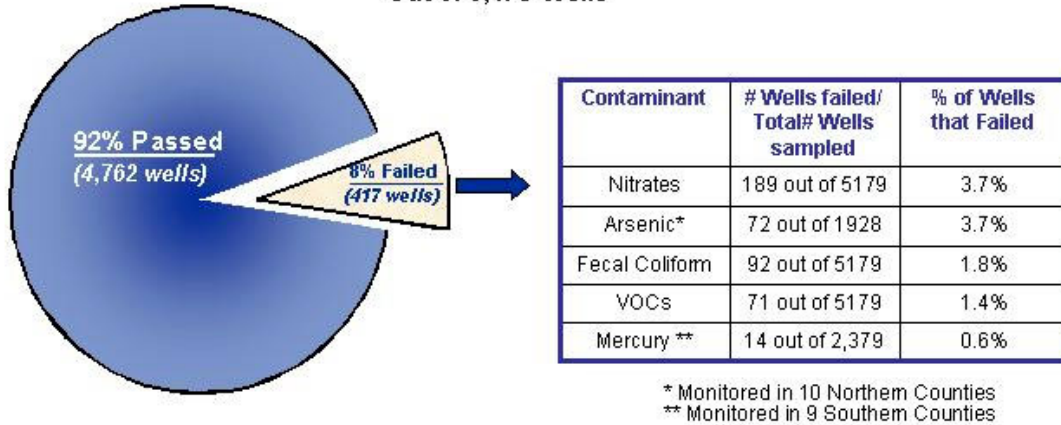 92% Passed
(4,762 wells)
8% Failed
(417 wells)
Contaminant
# Wells failed/
Total# Wells
sampled
% of Wells
that Failed
Nitrates 189 out of 5179 3.7%
Arsenic* 72 out of 1928 3.7%
Fecal Coliform 92 out of 5179 1.8%
VOCs 71 out of 5179 1.4%
Mercury ** 14 out of 2,379 0.6%
* Monitored in 10 Northern Counties
** Monitored in 9 Southern Counties